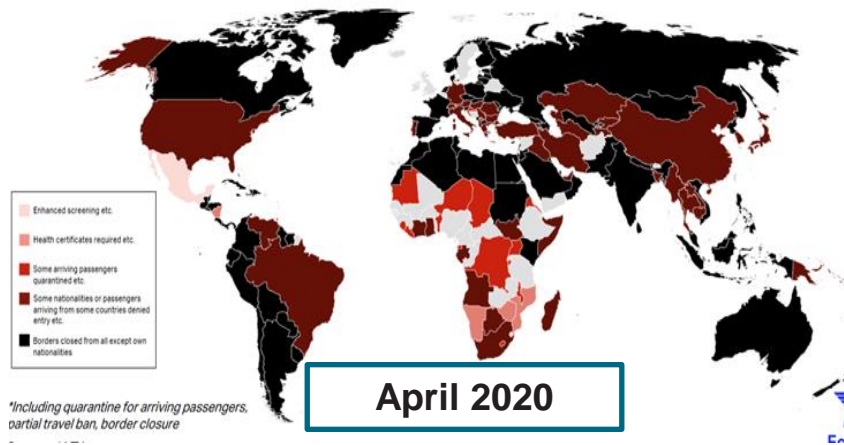 Enhanced screening etc.
Health certificates required etc.
Some arriving passengers
quarantined etc.
Some nationalities or passengers
arriving from some countries denied
entry etc.
Borders closed from all except own
nationalities
April 2020
*Including quarantine for arriving passengers,
partial travel ban, border closure